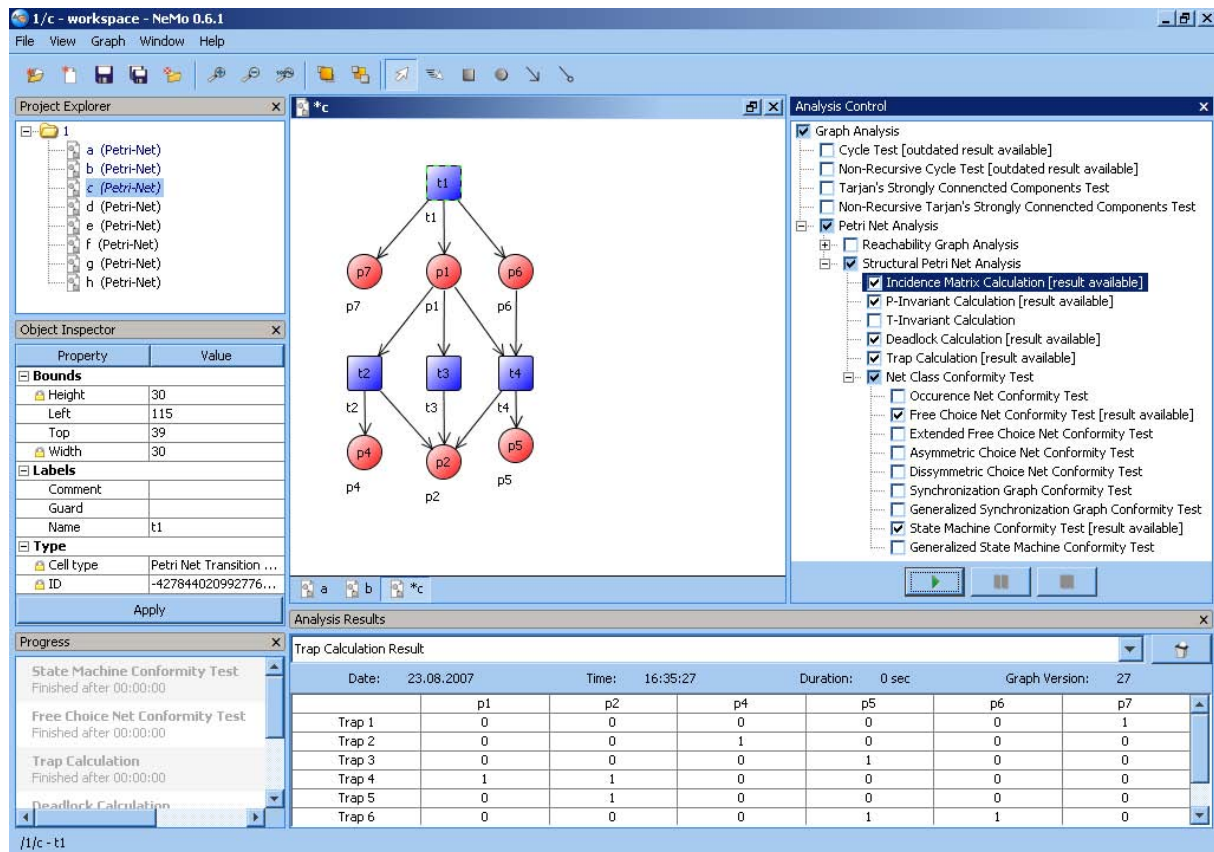 1/c - workspace - NeMo 0.6.1
File View Graph Window Help
Project Explorer
1
a (Petri-Net)
b (Petri-Net)
c (Petri-Net)
d (Petri-Net)
e (Petri-Net)
f (Petri-Net)
g (Petri-Net)
h (Petri-Net)
Object Inspector
Property Value
Bounds
Height 30
Left 115
Top 39
Width 30
Labels
Comment
Guard
Name t1
Type
Cell type Petri Net Transition ...
ID -427844020992776...
Apply
Progress
State Machine Conformity Test
Finished after 00:00:00
Free Choice Net Conformity Test
Finished after 00:00:00
Trap Calculation
Finished after 00:00:00
Deadlock Calculation
*c
t1
t1
p7 p1 p6
p7 p1 p6
t2 t3 t4
t2 t3 t4
p4 p2 p5
p4 p2 p5
a b *c
Analysis Control
Graph Analysis
Cycle Test [outdated result available]
Non-Recursive Cycle Test [outdated result available]
Tarjan's Strongly Connencted Components Test
Non-Recursive Tarjan's Strongly Connencted Components Test
Petri Net Analysis
Reachability Graph Analysis
Structural Petri Net Analysis
Incidence Matrix Calculation [result available]
P-Invariant Calculation [result available]
T-Invariant Calculation
Deadlock Calculation [result available]
Trap Calculation [result available]
Net Class Conformity Test
Occurence Net Conformity Test
Free Choice Net Conformity Test [result available]
Extended Free Choice Net Conformity Test
Asymmetric Choice Net Conformity Test
Dissymmetric Choice Net Conformity Test
Synchronization Graph Conformity Test
Generalized Synchronization Graph Conformity Test
State Machine Conformity Test [result available]
Generalized State Machine Conformity Test
Analysis Results
Trap Calculation Result
Date: 23.08.2007 Time: 16:35:27 Duration: 0 sec Graph Version: 27
p1 p2 p4 p5 p6 p7
Trap 1 0 0 0 0 0 1
Trap 2 0 0 1 0 0 0
Trap 3 0 0 0 1 0 0
Trap 4 1 1 0 0 0 0
Trap 5 0 1 0 0 0 0
Trap 6 0 0 0 1 1 0
/1/c - t1